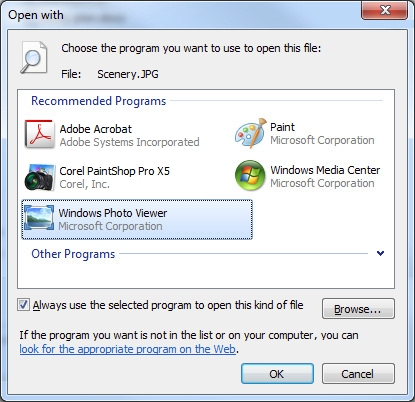 Open with
Choose the program you want to use to open this file:
File: Scenery.JPG
Recommended Programs
Adobe Acrobat
Adobe Systems Incorporated
Paint
Microsoft Corporation
Corel PaintShop Pro X5
Corel, Inc.
Windows Media Center
Microsoft Corporation
Windows Photo Viewer
Microsoft Corporation
Other Programs
Always use the selected program to open this kind of file
Browse...
If the program you want is not in the list or on your computer, you can
look for the appropriate program on the Web.
OK
Cancel